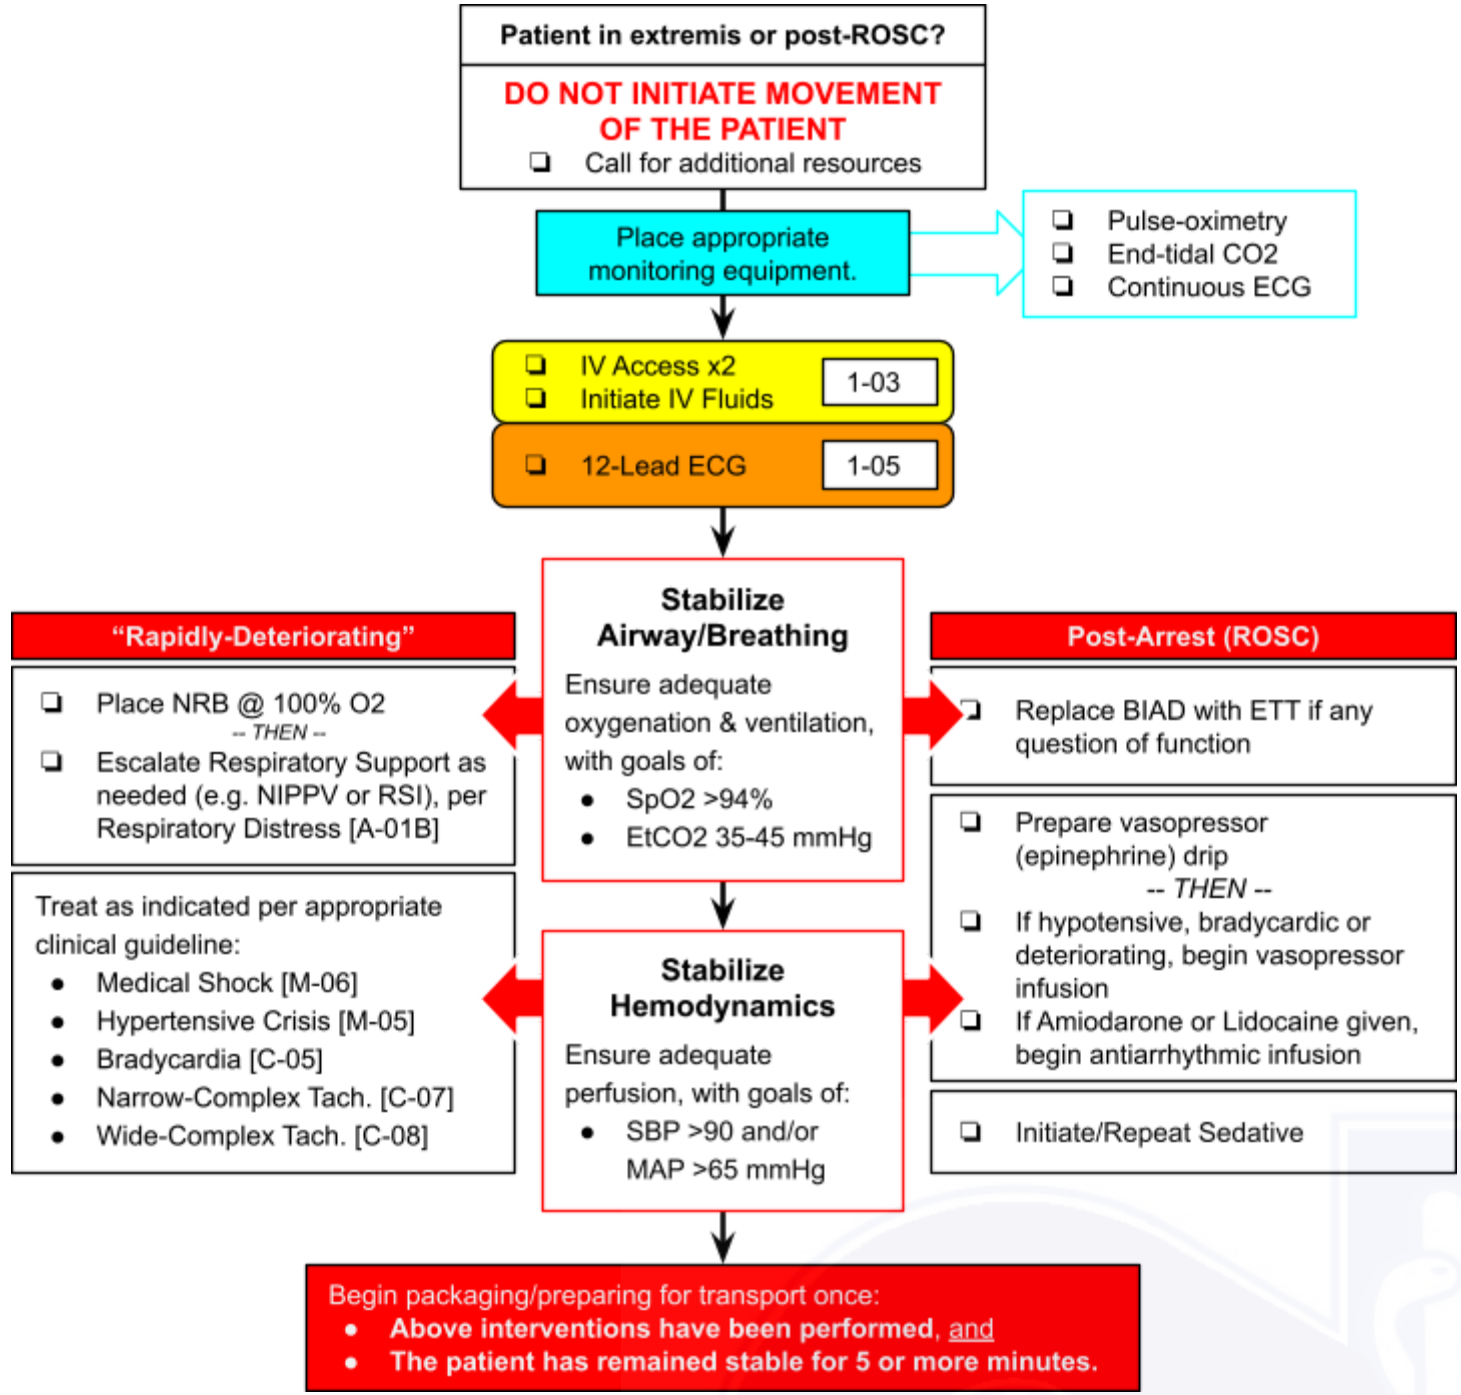 Patient in extremis or post-ROSC?
DO NOT INITIATE MOVEMENT
OF THE PATIENT
❏ Call for additional resources
Place appropriate
monitoring equipment.
❏ Pulse-oximetry
❏ End-tidal CO2
❏ Continuous ECG
❏ IV Access x2
❏ Initiate IV Fluids
1-03
❏ 12-Lead ECG
1-05
Stabilize
Airway/Breathing
Ensure adequate
oxygenation & ventilation,
with goals of:
● SpO2 >94%
● EtCO2 35-45 mmHg
“Rapidly-Deteriorating”
❏ Place NRB @ 100% O2
-- THEN --
❏ Escalate Respiratory Support as
needed (e.g. NIPPV or RSI), per
Respiratory Distress [A-01B]
Treat as indicated per appropriate
clinical guideline:
● Medical Shock [M-06]
● Hypertensive Crisis [M-05]
● Bradycardia [C-05]
● Narrow-Complex Tach. [C-07]
● Wide-Complex Tach. [C-08]
Post-Arrest (ROSC)
❏ Replace BIAD with ETT if any
question of function
❏ Prepare vasopressor
(epinephrine) drip
-- THEN --
❏ If hypotensive, bradycardic or
deteriorating, begin vasopressor
infusion
❏ If Amiodarone or Lidocaine given,
begin antiarrhythmic infusion
❏ Initiate/Repeat Sedative
Stabilize
Hemodynamics
Ensure adequate
perfusion, with goals of:
● SBP >90 and/or
MAP >65 mmHg
Begin packaging/preparing for transport once:
● Above interventions have been performed, and
● The patient has remained stable for 5 or more minutes.